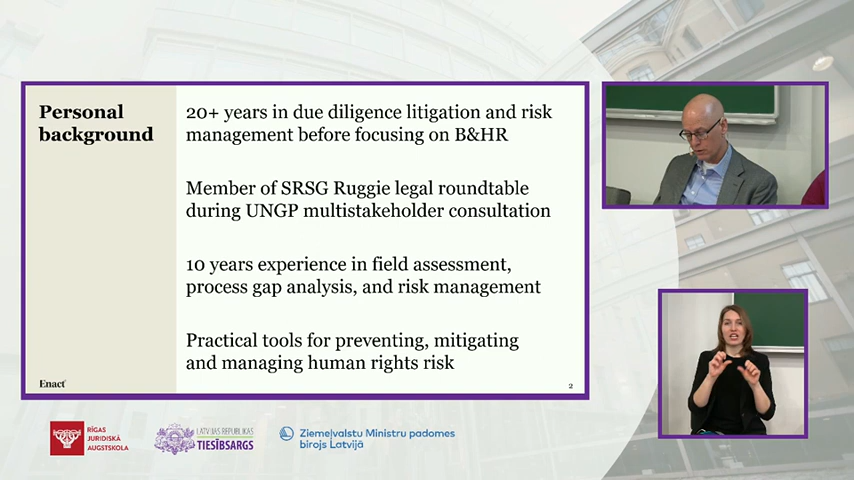 Personal
background
20+ years in due diligence litigation and risk
management before focusing on B&HR
Member of SRSG Ruggie legal roundtable
during UNGP multistakeholder consultation
10 years experience in field assessment,
process gap analysis, and risk management
Practical tools for preventing, mitigating
and managing human rights risk
Enact
2
RĪGAS
JURIDISKĀ
AUGSTSKOLA
LATVIJAS REPUBLIKAS
TIESĪBSARGS
Ziemeļvalstu Ministru padomes
birojs Latvijā